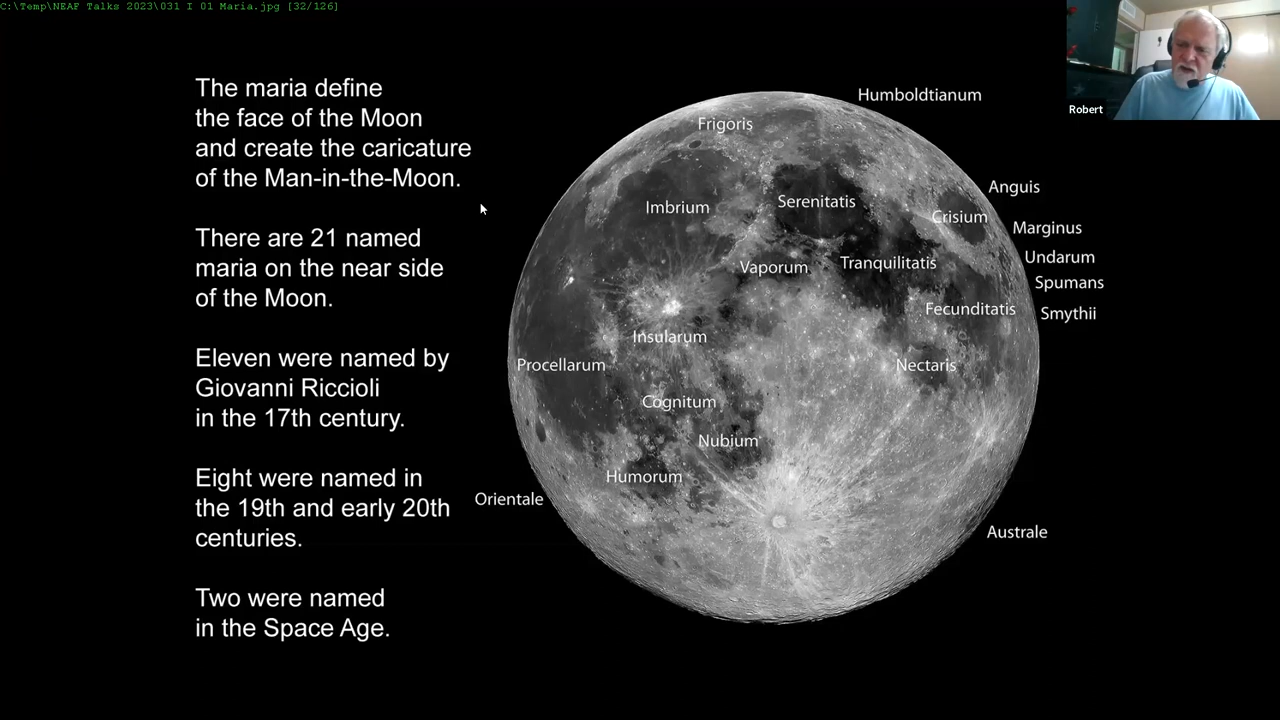 C:\Temp\NEAF Talks 2023\031 I 01 Maria.jpg [32/126]
The maria define
the face of the Moon
and create the caricature
of the Man-in-the-Moon.
There are 21 named
maria on the near side
of the Moon.
Eleven were named by
Giovanni Riccioli
in the 17th century.
Eight were named in
the 19th and early 20th
centuries.
Two were named
in the Space Age.
Humboldtianum
Frigoris
Anguis
Serenitatis
Imbrium
Crisium
Marginus
Undarum
Tranquilitatis
Vaporum
Spumans
Fecunditatis
Smythii
Insularum
Procellarum
Nectaris
Cognitum
Nubium
Humorum
Orientale
Australe
Robert